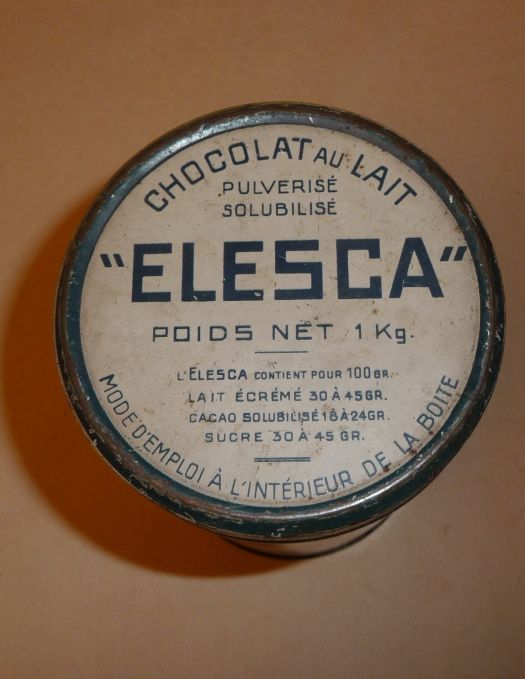 CHOCOLAT AU LAIT
PULVERISÉ
SOLUBILISÉ
"ELESCA"
POIDS NET 1 Kg.
L'ELESCA CONTIENT POUR 100 GR.
LAIT ÉCRÉMÉ 30 À 45 GR.
CACAO SOLUBILISÉ 18 À 24 GR.
SUCRE 30 À 45 GR.
MODE D'EMPLOI À L'INTÉRIEUR DE LA BOITE